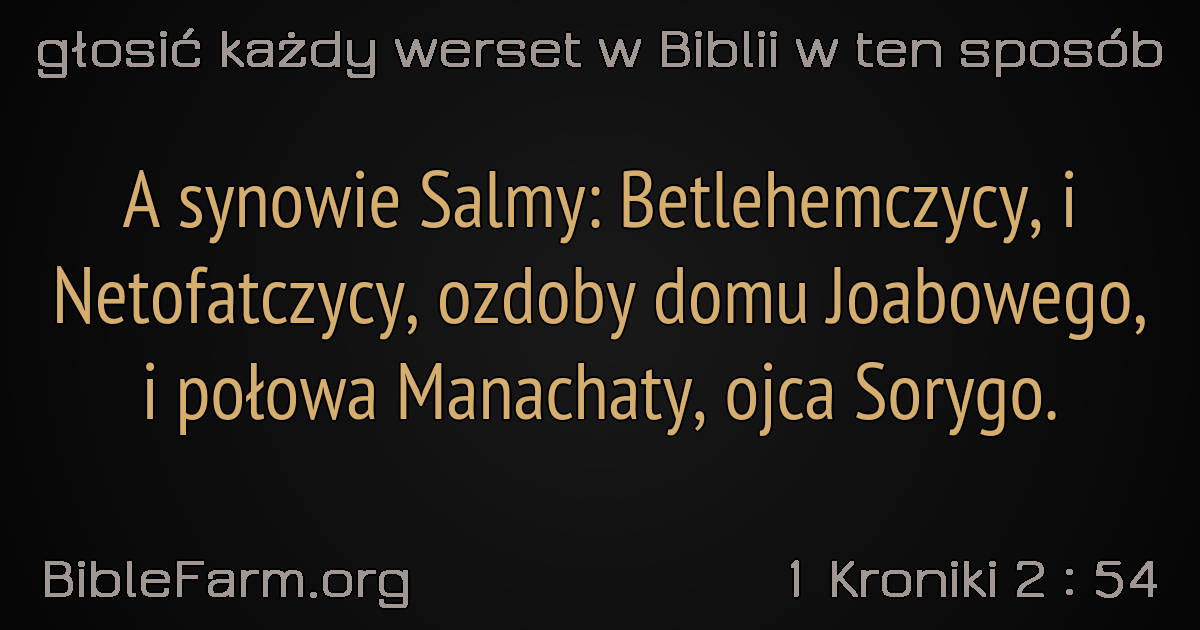 głosić każdy werset w Biblii w ten sposób
A synowie Salmy: Betlehemczycy, i
Netofatczycy, ozdoby domu Joabowego,
i połowa Manachaty, ojca Sorygo.
BibleFarm.org
1 Kroniki 2 : 54